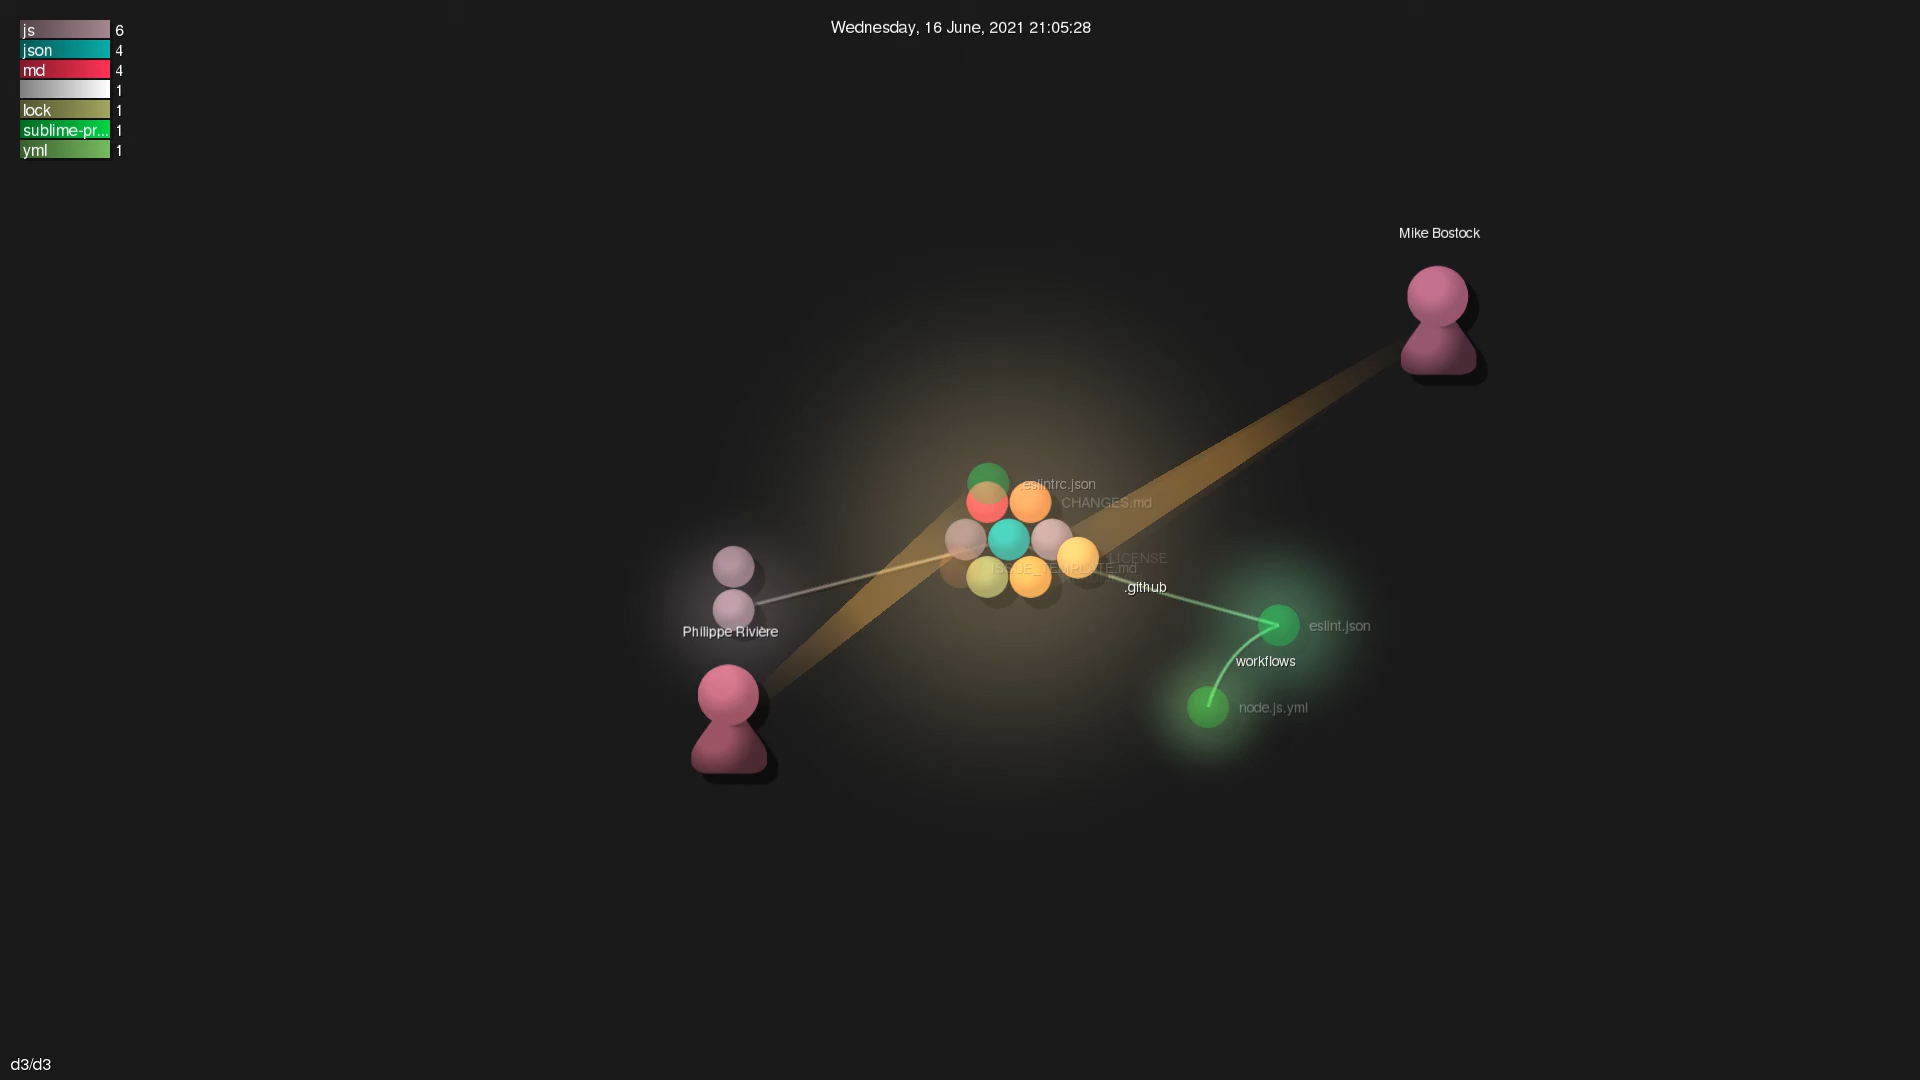 Wednesday, 16 June, 2021 21:05:28
js 6
json 4
md 4
1
lock 1
sublime-pr... 1
yml 1
Mike Bostock
eslintrc.json
CHANGES.md
LICENSE
ISSUE_TEMPLATE.md
.github
eslint.json
Philippe Rivière
workflows
node.js.yml
d3/d3